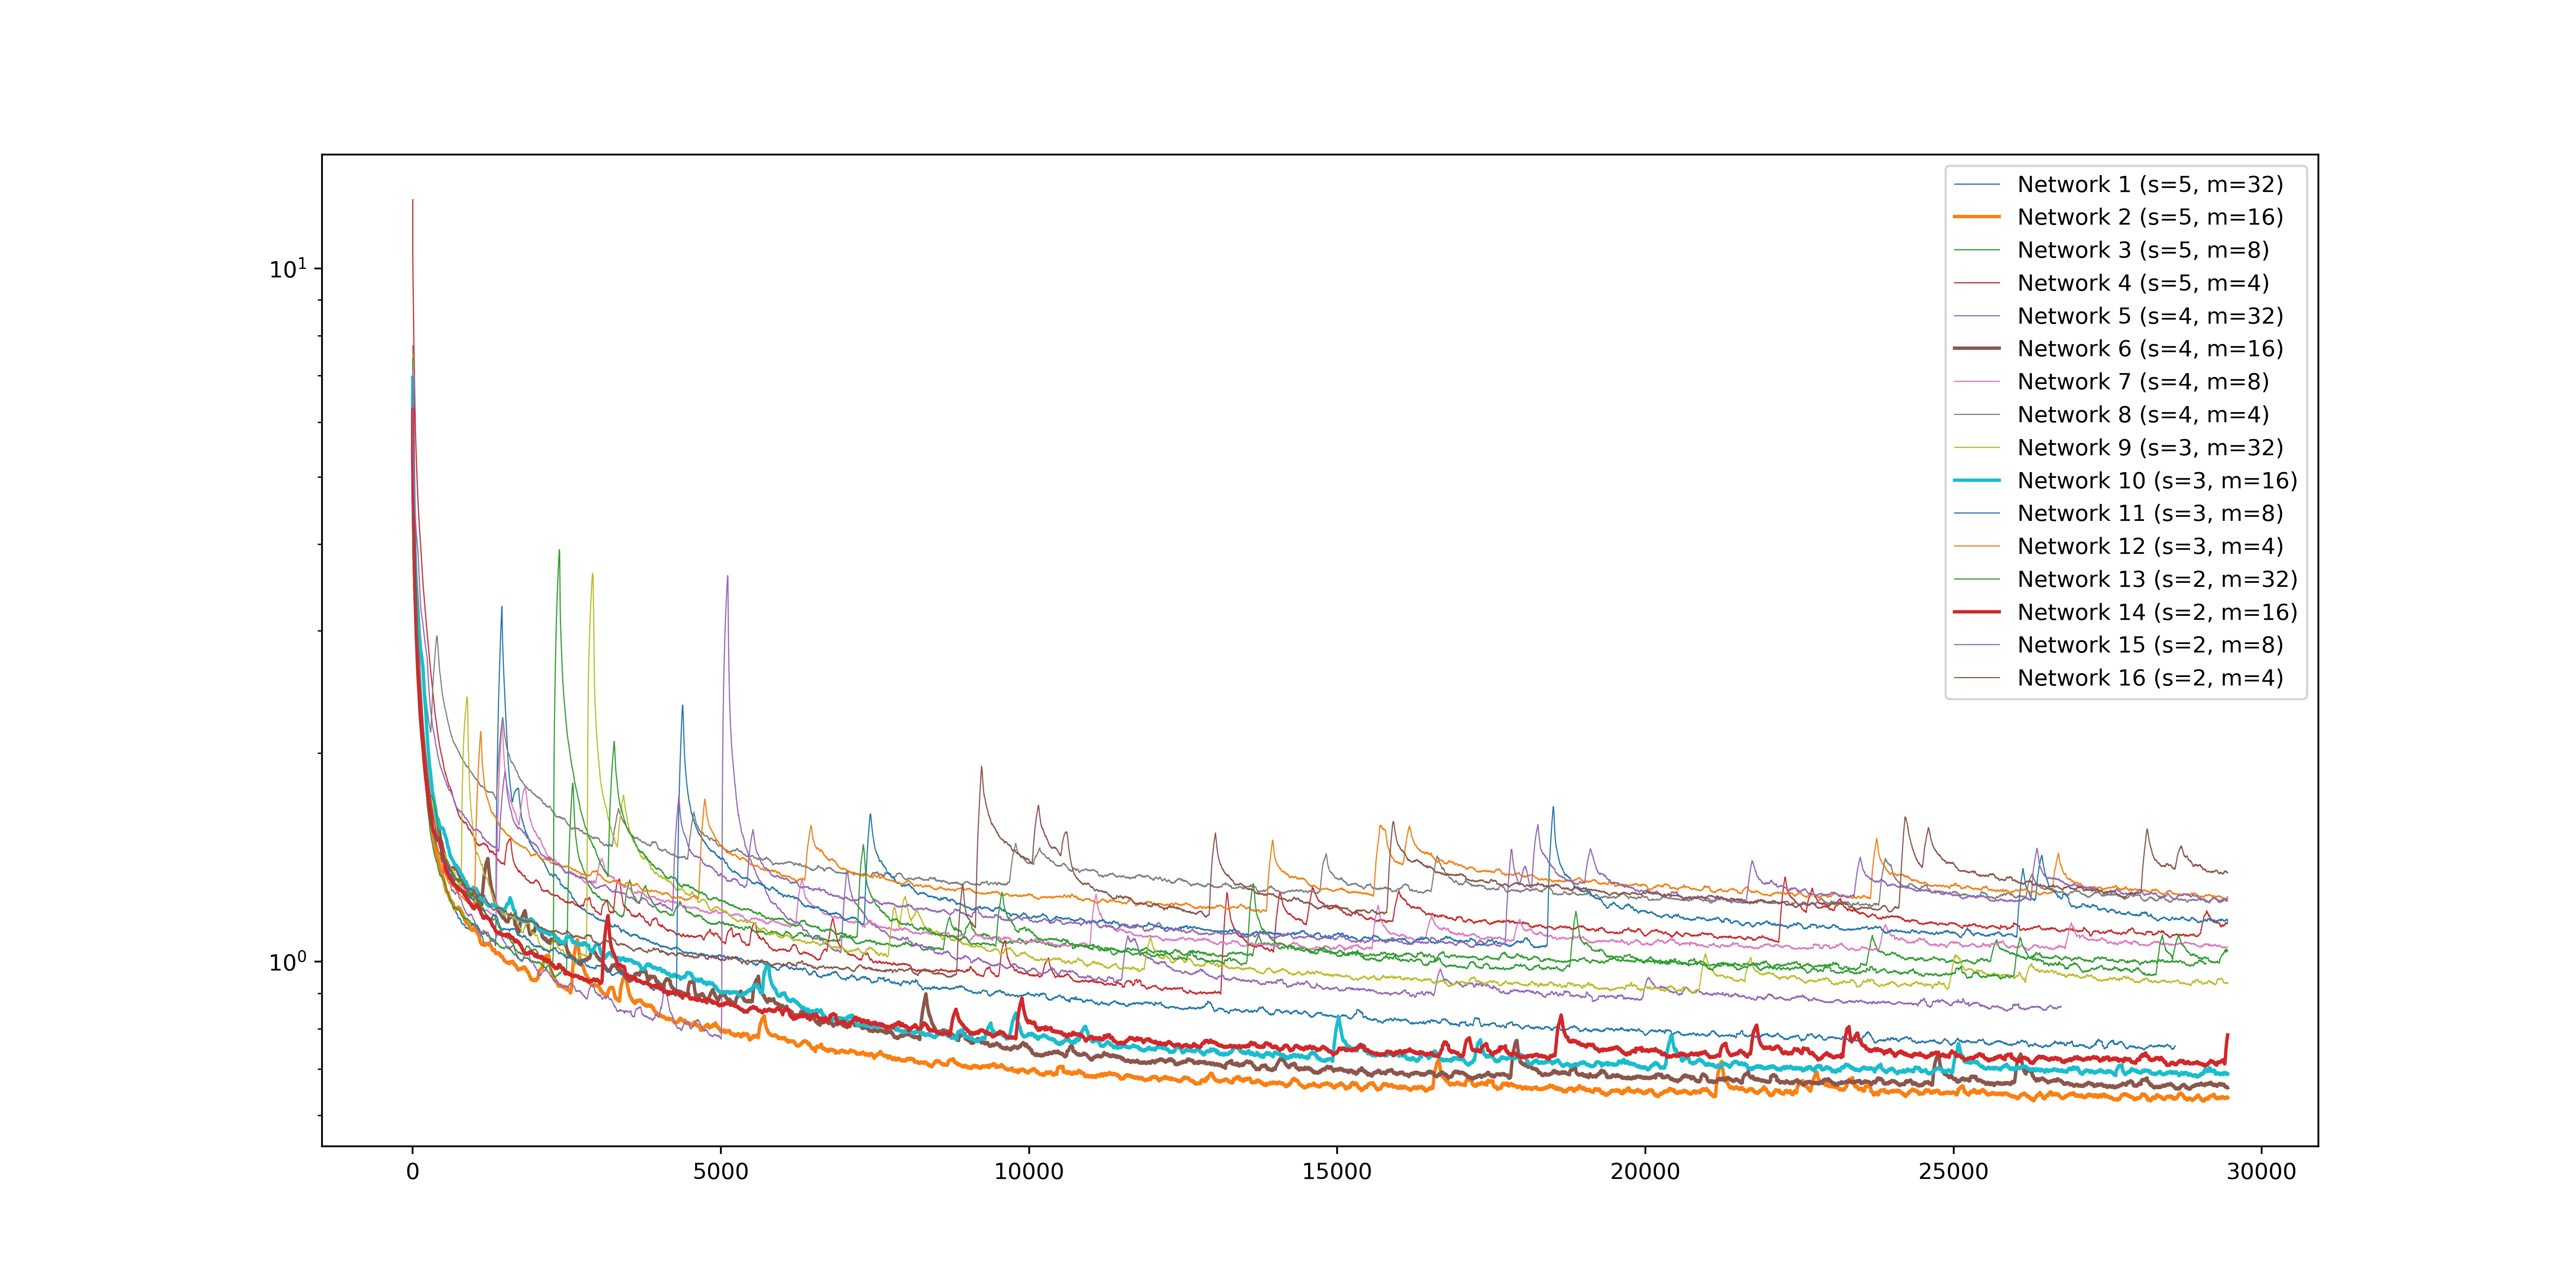 Network 1 (s=5, m=32)
Network 2 (s=5, m=16)
Network 3 (s=5, m=8)
Network 4 (s=5, m=4)
Network 5 (s=4, m=32)
Network 6 (s=4, m=16)
Network 7 (s=4, m=8)
Network 8 (s=4, m=4)
Network 9 (s=3, m=32)
Network 10 (s=3, m=16)
Network 11 (s=3, m=8)
Network 12 (s=3, m=4)
Network 13 (s=2, m=32)
Network 14 (s=2, m=16)
Network 15 (s=2, m=8)
Network 16 (s=2, m=4)
10¹
10⁰
0 5000 10000 15000 20000 25000 30000